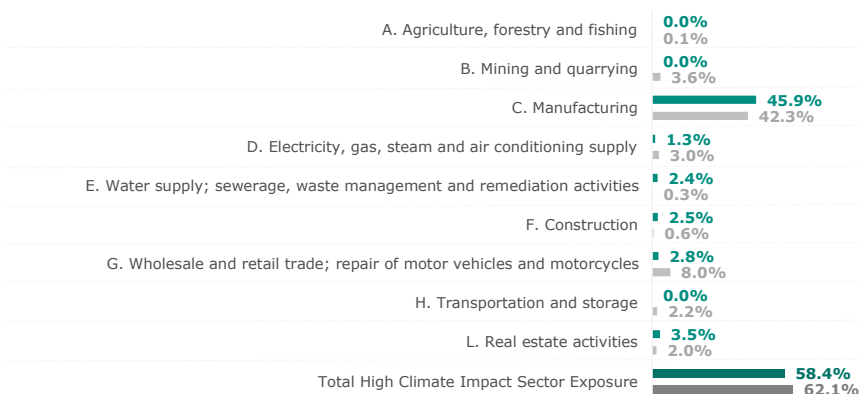 A. Agriculture, forestry and fishing
0.0%
0.1%
B. Mining and quarrying
0.0%
3.6%
C. Manufacturing
45.9%
42.3%
D. Electricity, gas, steam and air conditioning supply
1.3%
3.0%
E. Water supply; sewerage, waste management and remediation activities
2.4%
0.3%
F. Construction
2.5%
0.6%
G. Wholesale and retail trade; repair of motor vehicles and motorcycles
2.8%
8.0%
H. Transportation and storage
0.0%
2.2%
L. Real estate activities
3.5%
2.0%
Total High Climate Impact Sector Exposure
58.4%
62.1%